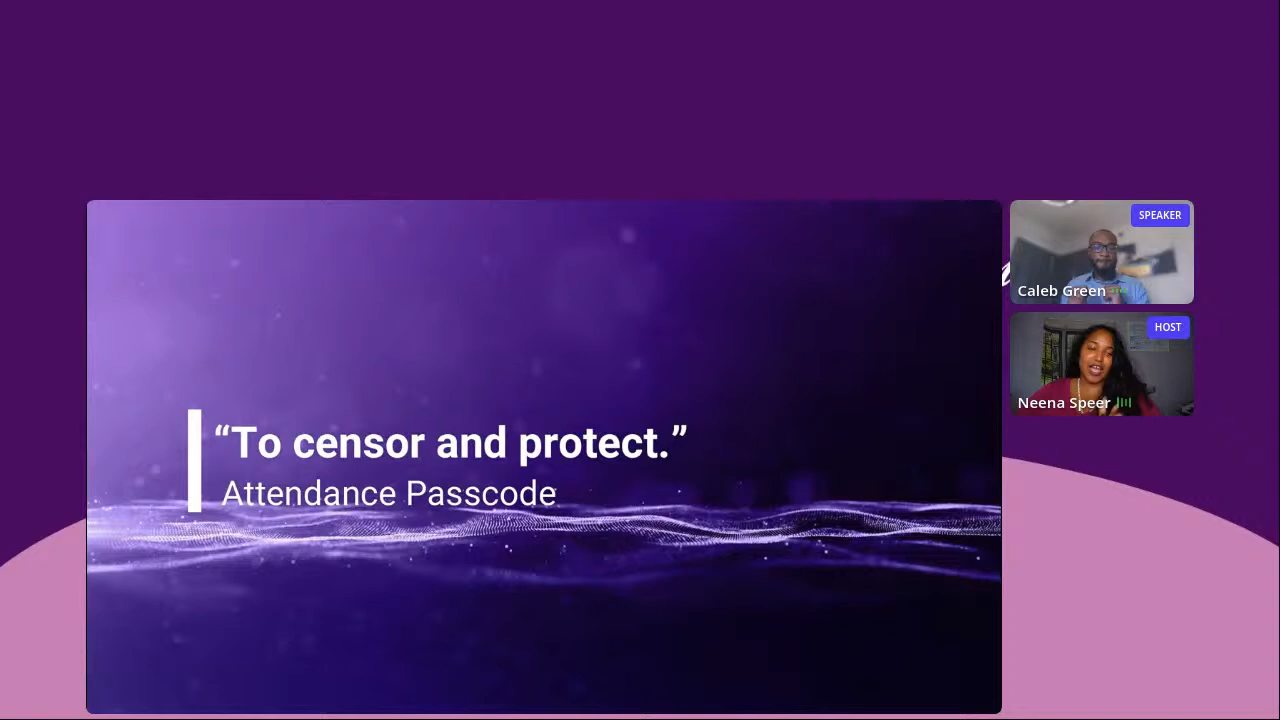 SPEAKER
Caleb Green
HOST
Neena Speer
“To censor and protect.”
Attendance Passcode